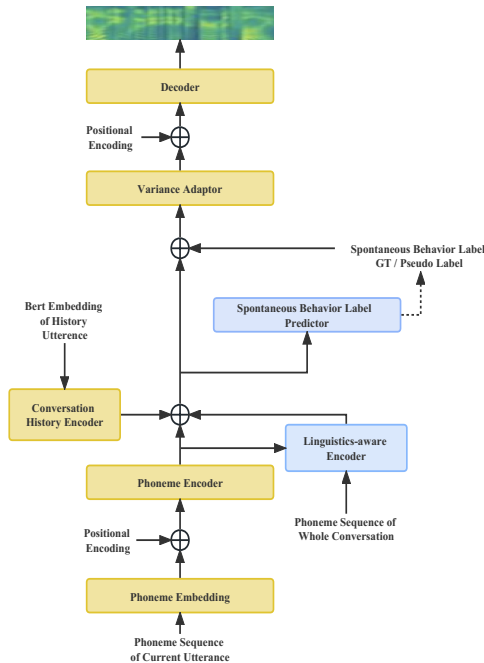 Decoder
Positional
Encoding
Variance Adaptor
Spontaneous Behavior Label
GT / Pseudo Label
Bert Embedding
of History
Utterence
Spontaneous Behavior Label
Predictor
Conversation
History Encoder
Linguistics-aware
Encoder
Phoneme Encoder
Phoneme Sequence of
Whole Conversation
Positional
Encoding
Phoneme Embedding
Phoneme Sequence
of Current Utterance